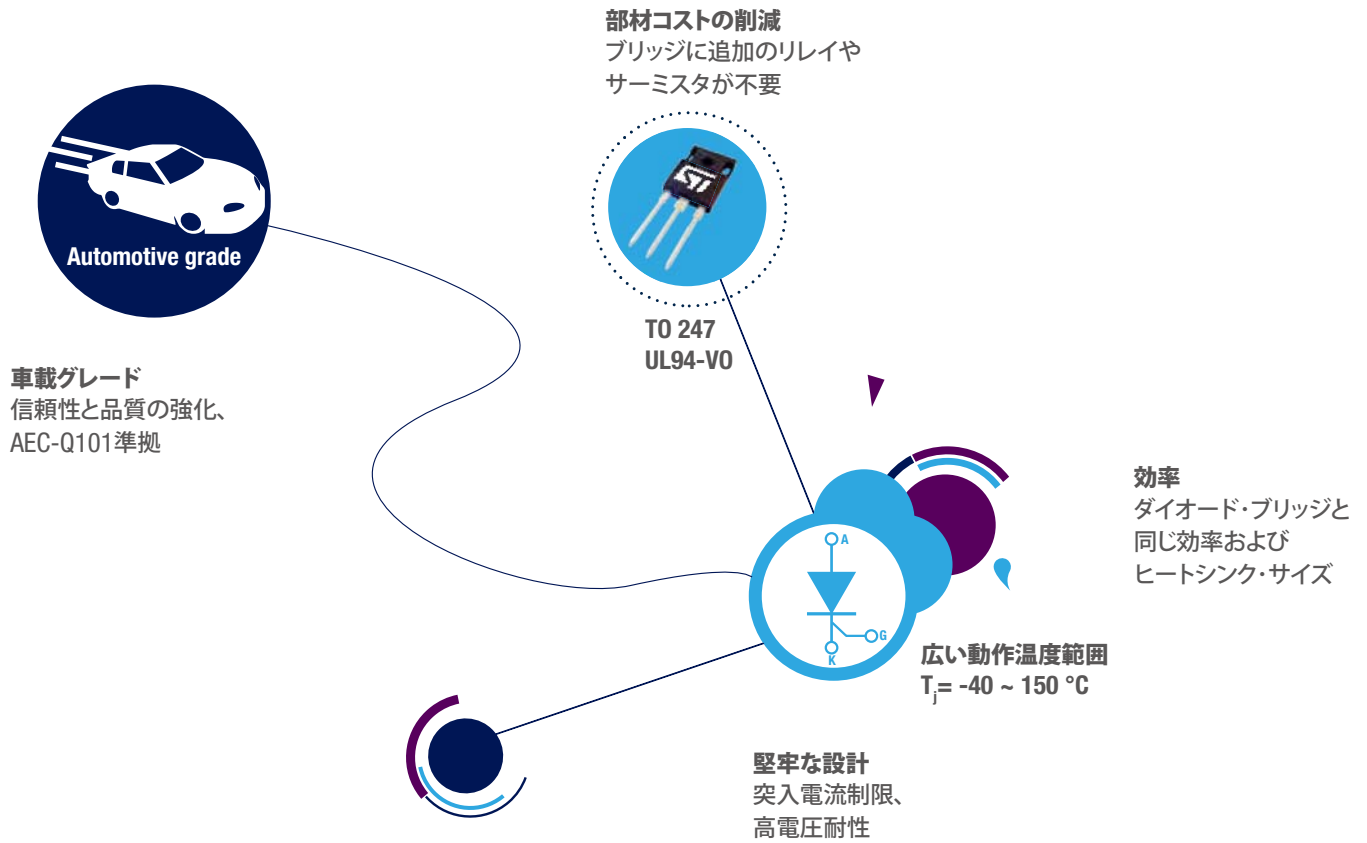 部材コストの削減
ブリッジに追加のリレイや
サーミスタが不要
Automotive grade
ST
TO 247
UL94-V0
車載グレード
信頼性と品質の強化、
AEC-Q101準拠
効率
ダイオード・ブリッジと
同じ効率および
ヒートシンク・サイズ
A
G
K
広い動作温度範囲
Tj= -40 ~ 150 °C
堅牢な設計
突入電流制限、
高電圧耐性